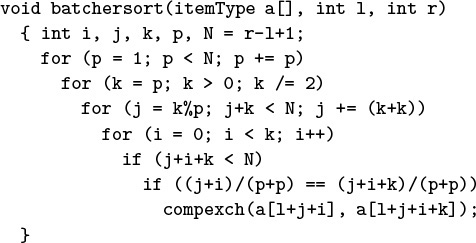 void batchersort(itemType a[], int l, int r)
  { int i, j, k, p, N = r-l+1;
    for (p = 1; p < N; p += p)
      for (k = p; k > 0; k /= 2)
        for (j = k%p; j+k < N; j += (k+k))
          for (i = 0; i < k; i++)
            if (j+i+k < N)
              if ((j+i)/(p+p) == (j+i+k)/(p+p))
                compexch(a[l+j+i], a[l+j+i+k]);
  }